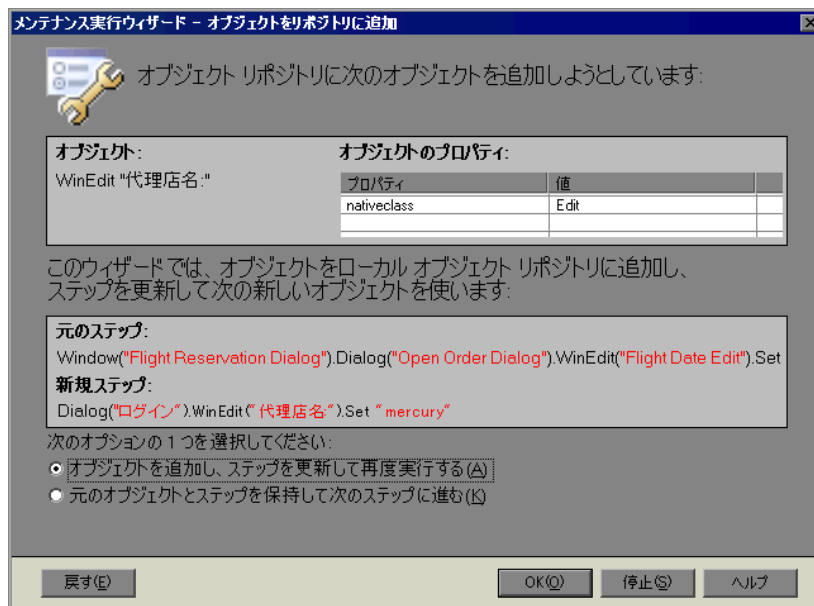 メンテナンス実行ウィザード - オブジェクトをリポジトリに追加
オブジェクト リポジトリに次のオブジェクトを追加しようとしています:
オブジェクト: オブジェクトのプロパティ:
WinEdit "代理店名:"
プロパティ 値
nativeclass Edit
このウィザードでは、オブジェクトをローカル オブジェクト リポジトリに追加し、
ステップを更新して次の新しいオブジェクトを使います:
元のステップ:
Window("Flight Reservation Dialog").Dialog("Open Order Dialog").WinEdit("Flight Date Edit").Set
新規ステップ:
Dialog("ログイン").WinEdit("代理店名:").Set "mercury"
次のオプションの1つを選択してください:
オブジェクトを追加し、ステップを更新して再度実行する(A)
元のオブジェクトとステップを保持して次のステップに進む(K)
戻す(E) OK(O) 停止(S) ヘルプ